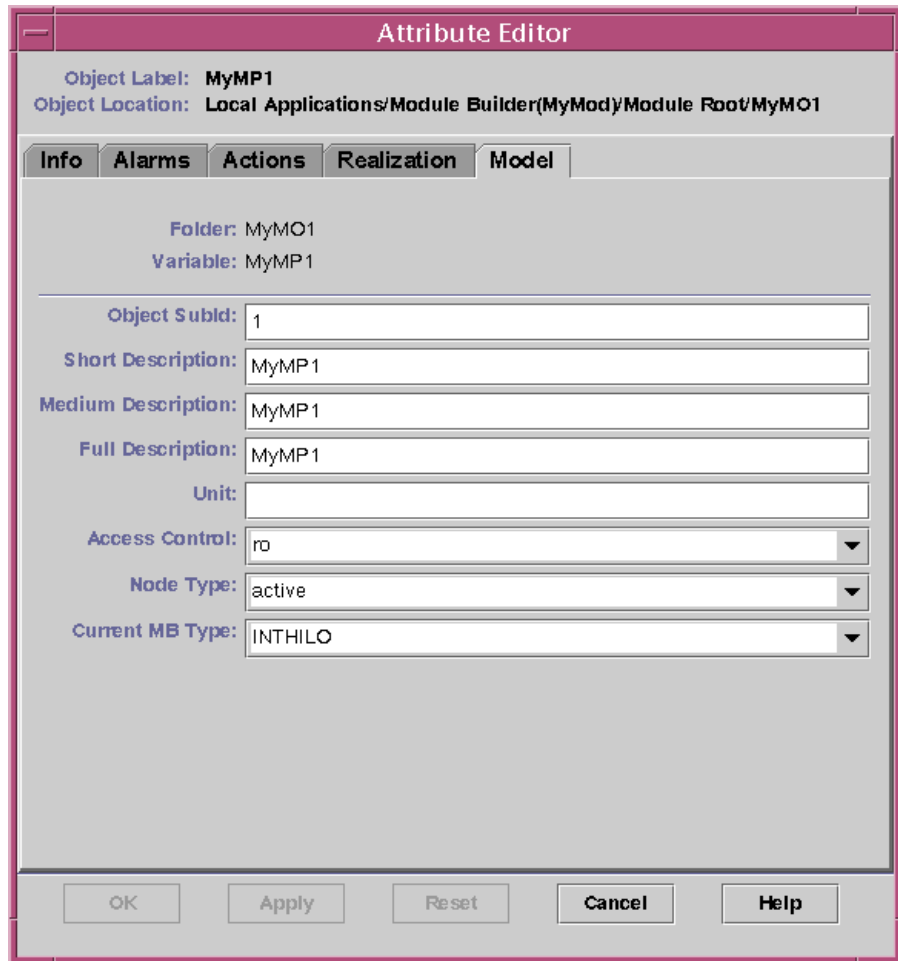 Attribute Editor
Object Label: MyMP1
Object Location: Local Applications/Module Builder(MyMod)/Module Root/MyMO1
Info Alarms Actions Realization Model
Folder: MyMO1
Variable: MyMP1
Object SubId: 1
Short Description: MyMP1
Medium Description: MyMP1
Full Description: MyMP1
Unit:
Access Control: ro
Node Type: active
Current MB Type: INTHILO
OK Apply Reset Cancel Help